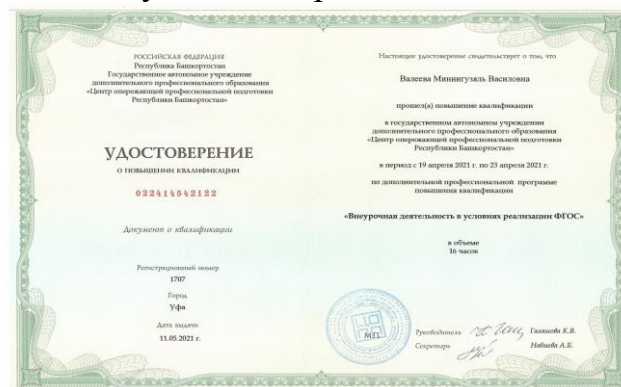 РОССИЙСКАЯ ФЕДЕРАЦИЯ
Республика Башкортостан
Государственное автономное учреждение
дополнительного профессионального образования
«Центр опережающей профессиональной подготовки
Республики Башкортостан»
УДОСТОВЕРЕНИЕ
О ПОВЫШЕНИИ КВАЛИФИКАЦИИ
022414542122
Документ о квалификации
Регистрационный номер
1707
Город
Уфа
Дата выдачи
11.05.2021 г.
Настоящее удостоверение свидетельствует о том, что
Валеева Миннигузяль Василовна
прошел(а) повышение квалификации
в государственном автономном учреждении
дополнительного профессионального образования
«Центр опережающей профессиональной подготовки
Республики Башкортостан»
в период с 19 апреля 2021 г. по 23 апреля 2021 г.
по дополнительной профессиональной программе
повышения квалификации
«Внеурочная деятельность в условиях реализации ФГОС»
в объеме
16 часов
МП
Руководитель
Секретарь Набиева А.Б.